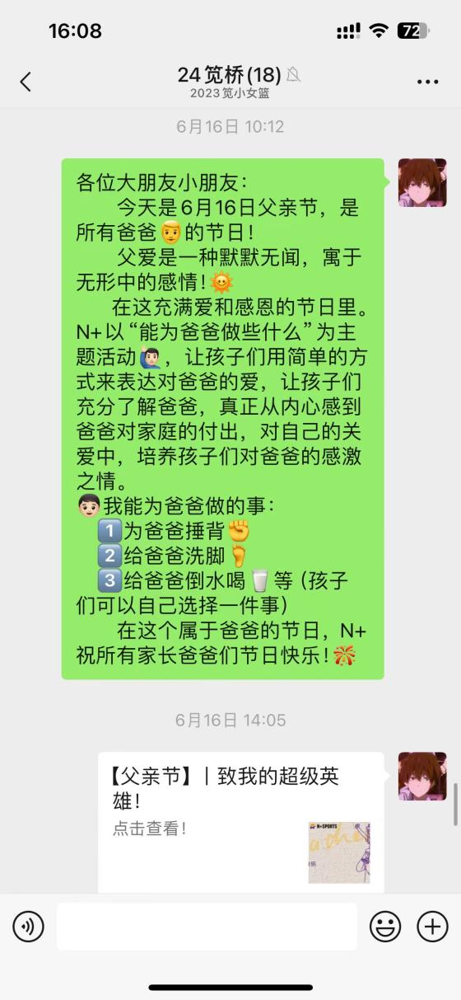 16:08
72
24笕桥(18)
2023笕小女篮
6月16日 10:12
各位大朋友小朋友：
今天是6月16日父亲节，是
所有爸爸👨的节日！
父爱是一种默默无闻，寓于
无形中的感情！🌞
在这充满爱和感恩的节日里。
N+以“能为爸爸做些什么”为主
题活动🙋🏻‍♂️，让孩子们用简单的方
式来表达对爸爸的爱，让孩子们
充分了解爸爸，真正从内心感到
爸爸对家庭的付出，对自己的关
爱中，培养孩子们对爸爸的感激
之情。
👦🏻我能为爸爸做的事：
1️⃣为爸爸捶背✊
2️⃣给爸爸洗脚🦶
3️⃣给爸爸倒水喝🥛等（孩子
们可以自己选择一件事）
在这个属于爸爸的节日，N+
祝所有家长爸爸们节日快乐！🎆
6月16日 14:05
【父亲节】丨致我的超级英
雄！
点击查看！
N+SPORTS